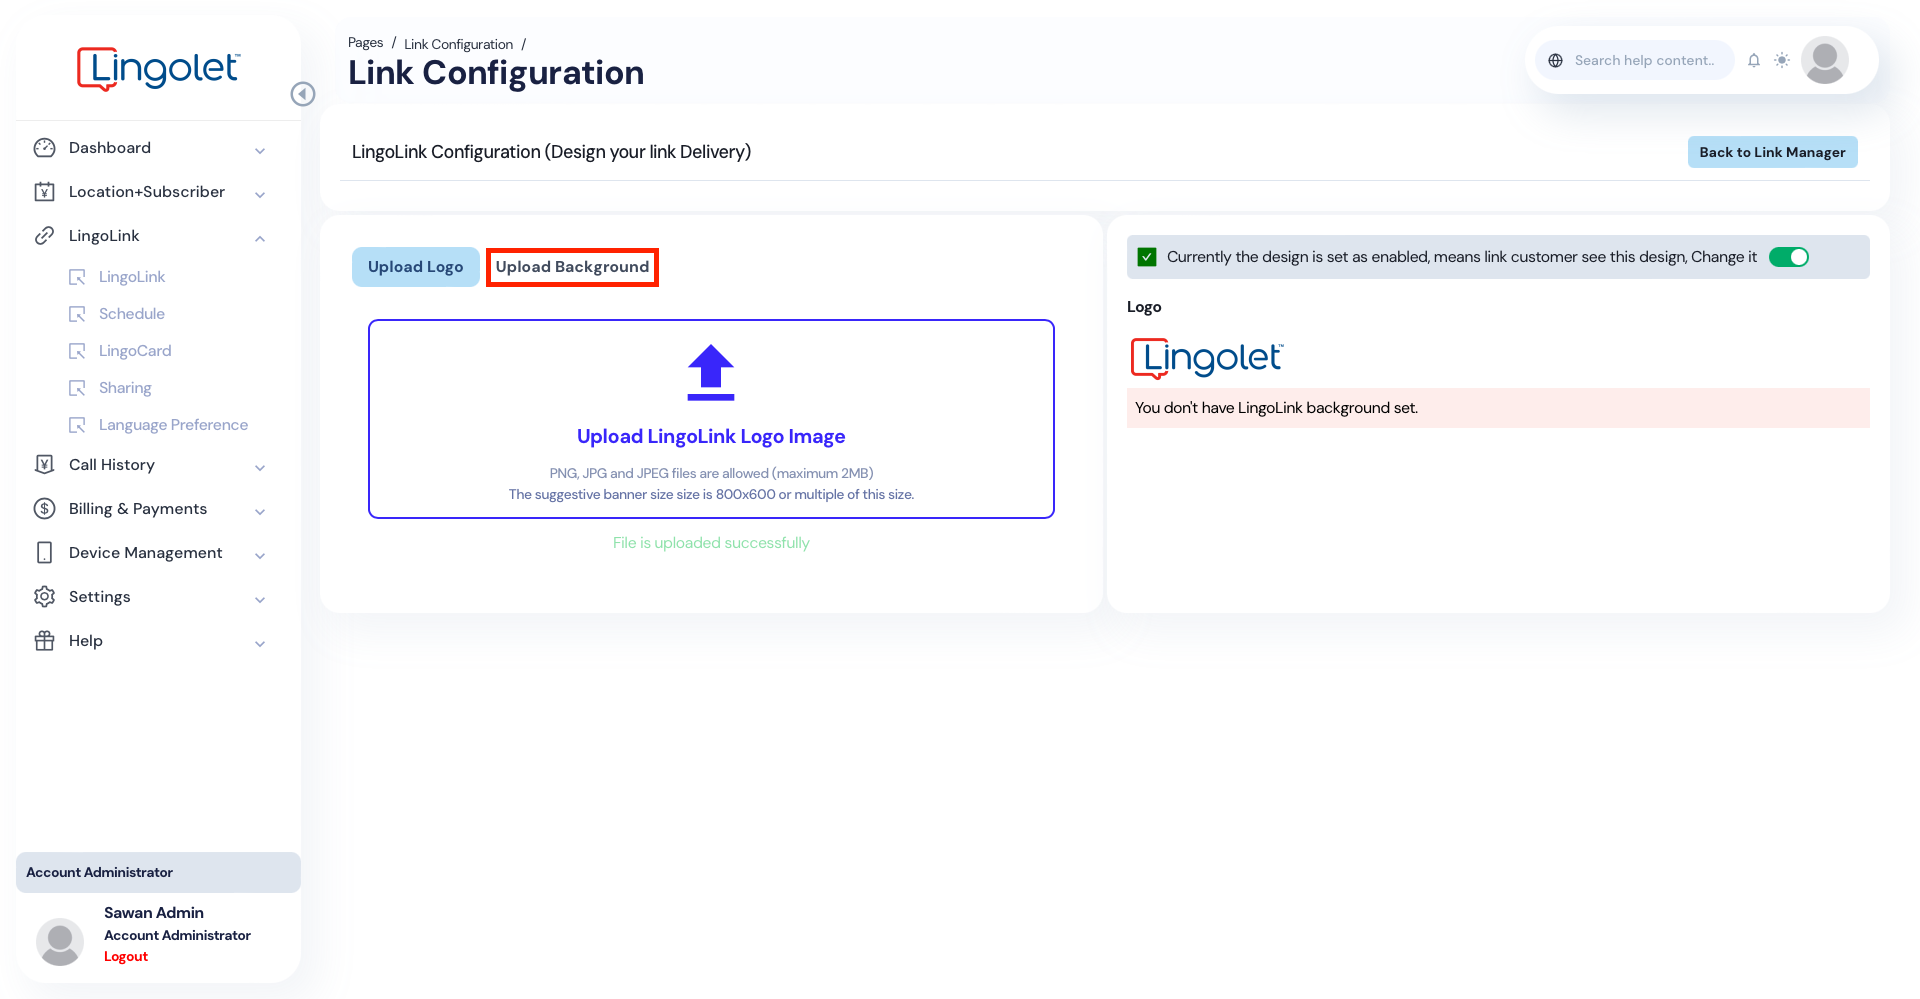 Lingolet™
Pages / Link Configuration /
Link Configuration
Search help content..
Dashboard
Location+Subscriber
LingoLink
LingoLink
Schedule
LingoCard
Sharing
Language Preference
Call History
Billing & Payments
Device Management
Settings
Help
Account Administrator
Sawan Admin
Account Administrator
Logout
LingoLink Configuration (Design your link Delivery)
Back to Link Manager
Upload Logo
Upload Background
Upload LingoLink Logo Image
PNG, JPG and JPEG files are allowed (maximum 2MB)
The suggestive banner size size is 800x600 or multiple of this size.
File is uploaded successfully
Currently the design is set as enabled, means link customer see this design, Change it
Logo
Lingolet™
You don't have LingoLink background set.